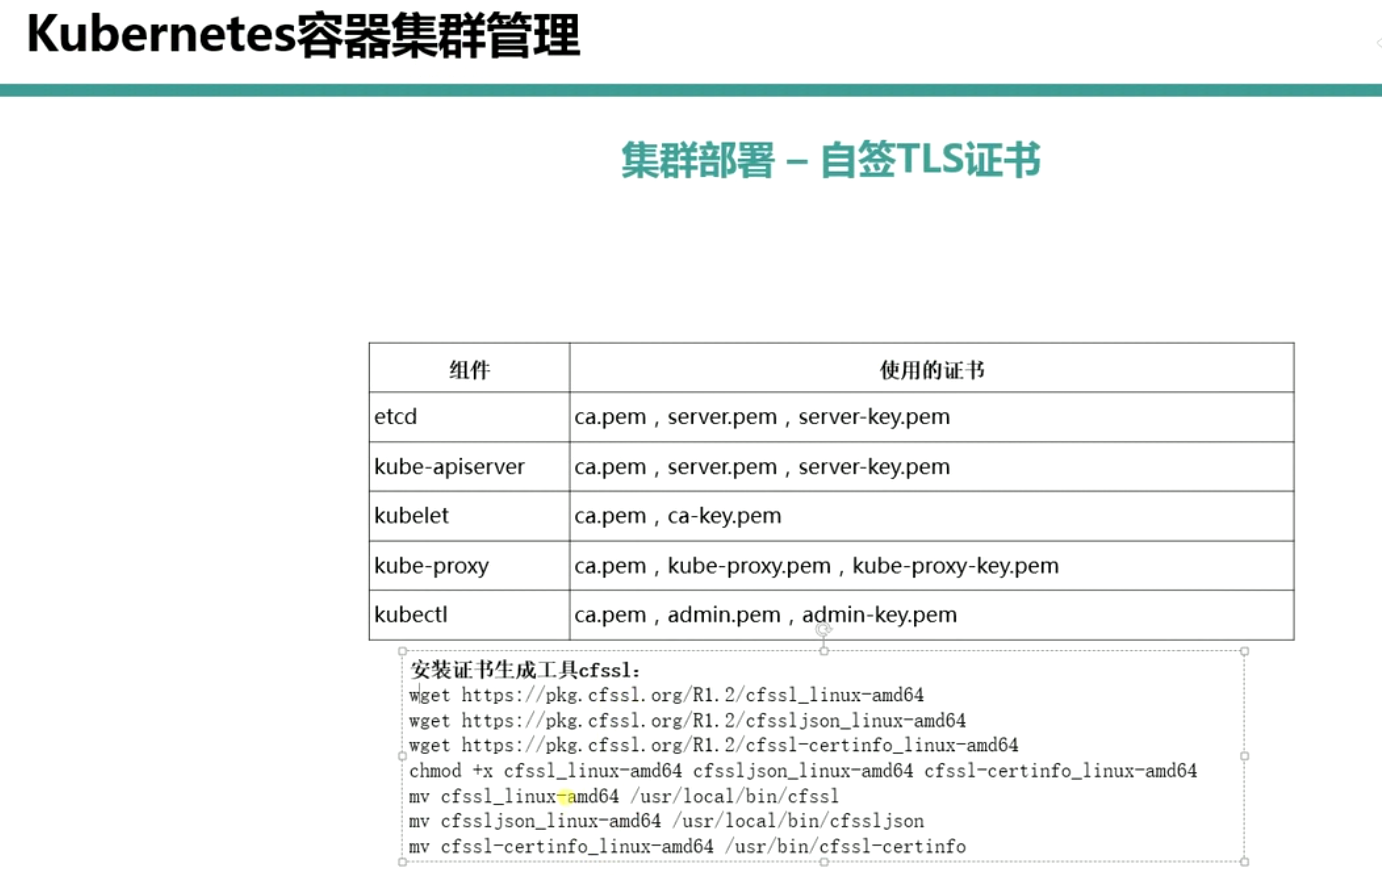 Kubernetes容器集群管理
集群部署 – 自签TLS证书
组件 使用的证书
etcd ca.pem，server.pem，server-key.pem
kube-apiserver ca.pem，server.pem，server-key.pem
kubelet ca.pem，ca-key.pem
kube-proxy ca.pem，kube-proxy.pem，kube-proxy-key.pem
kubectl ca.pem，admin.pem，admin-key.pem
安装证书生成工具cfssl：
wget https://pkg.cfssl.org/R1.2/cfssl_linux-amd64
wget https://pkg.cfssl.org/R1.2/cfssljson_linux-amd64
wget https://pkg.cfssl.org/R1.2/cfssl-certinfo_linux-amd64
chmod +x cfssl_linux-amd64 cfssljson_linux-amd64 cfssl-certinfo_linux-amd64
mv cfssl_linux-amd64 /usr/local/bin/cfssl
mv cfssljson_linux-amd64 /usr/local/bin/cfssljson
mv cfssl-certinfo_linux-amd64 /usr/bin/cfssl-certinfo